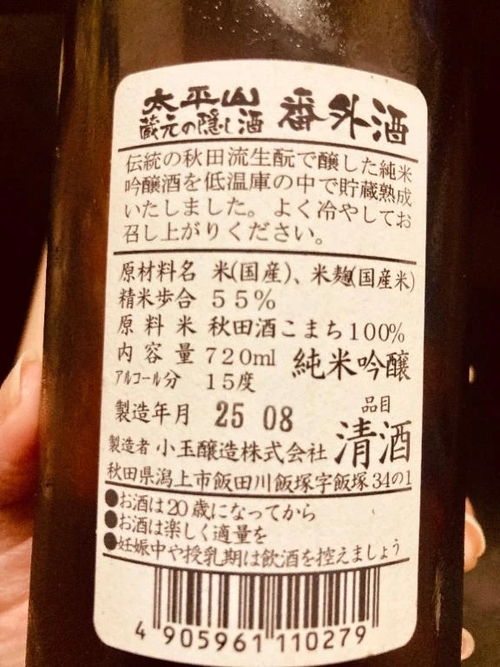 太平山
蔵元の隠し酒 番外酒
伝統の秋田流生酛で醸した純米
吟醸酒を低温庫の中で貯蔵熟成
いたしました。よく冷やしてお
召し上がりください。
原材料名 米(国産)、米麹(国産米)
精米歩合 55%
原料米 秋田酒こまち100%
内容量 720ml 純米吟醸
アルコール分 15度
製造年月 25 08
品目
清酒
製造者 小玉醸造株式会社
秋田県潟上市飯田川飯塚字飯塚34の1
●お酒は20歳になってから
●お酒は楽しく適量を
●妊娠中や授乳期は飲酒を控えましょう
4 905961 110279